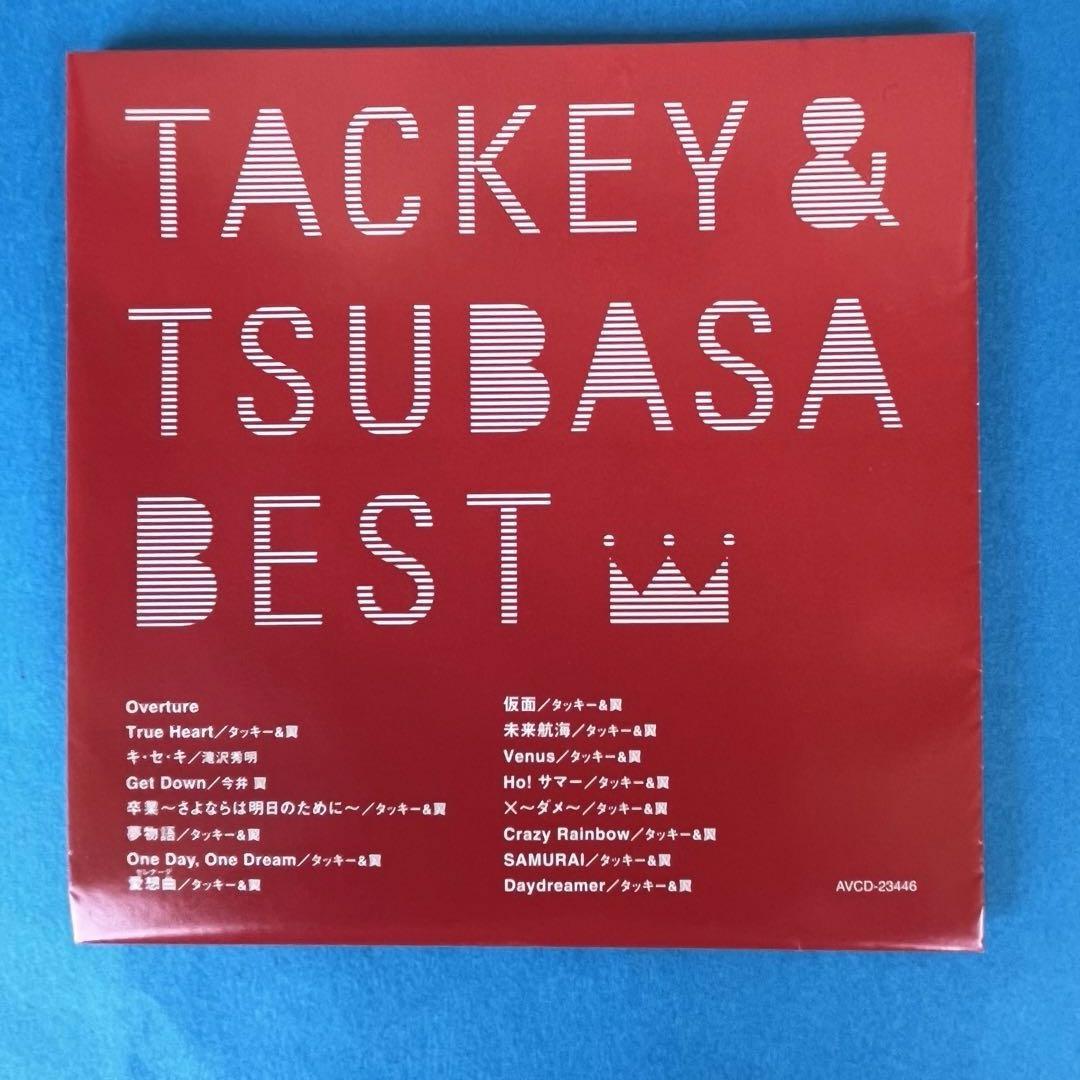 TACKEY &
TSUBASA
BEST
Overture
True Heart／タッキー&翼
キ・セ・キ／滝沢秀明
Get Down／今井 翼
卒業～さよならは明日のために～／タッキー&翼
夢物語／タッキー&翼
One Day, One Dream／タッキー&翼
セレナーデ
愛想曲／タッキー&翼
仮面／タッキー&翼
未来航海／タッキー&翼
Venus／タッキー&翼
Ho! サマー／タッキー&翼
×～ダメ～／タッキー&翼
Crazy Rainbow／タッキー&翼
SAMURAI／タッキー&翼
Daydreamer／タッキー&翼
AVCD-23446